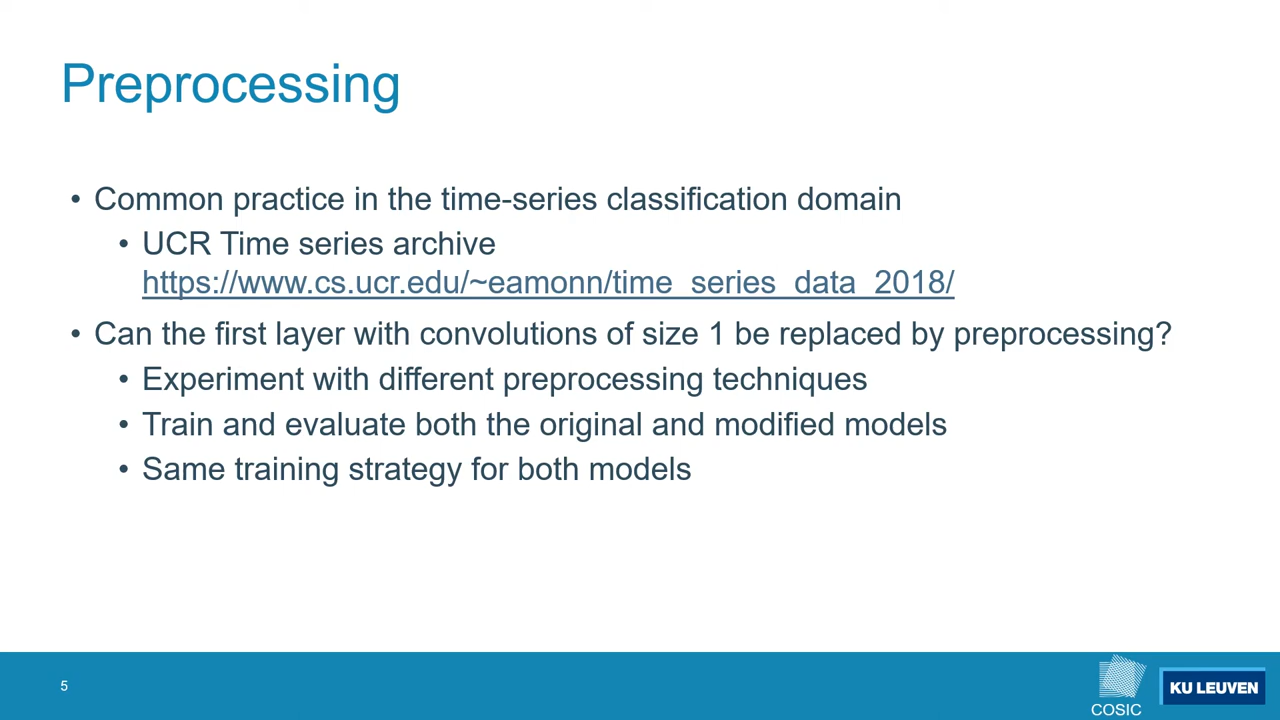 Preprocessing
• Common practice in the time-series classification domain
• UCR Time series archive
https://www.cs.ucr.edu/~eamonn/time_series_data_2018/
• Can the first layer with convolutions of size 1 be replaced by preprocessing?
• Experiment with different preprocessing techniques
• Train and evaluate both the original and modified models
• Same training strategy for both models
5
COSIC
KU LEUVEN